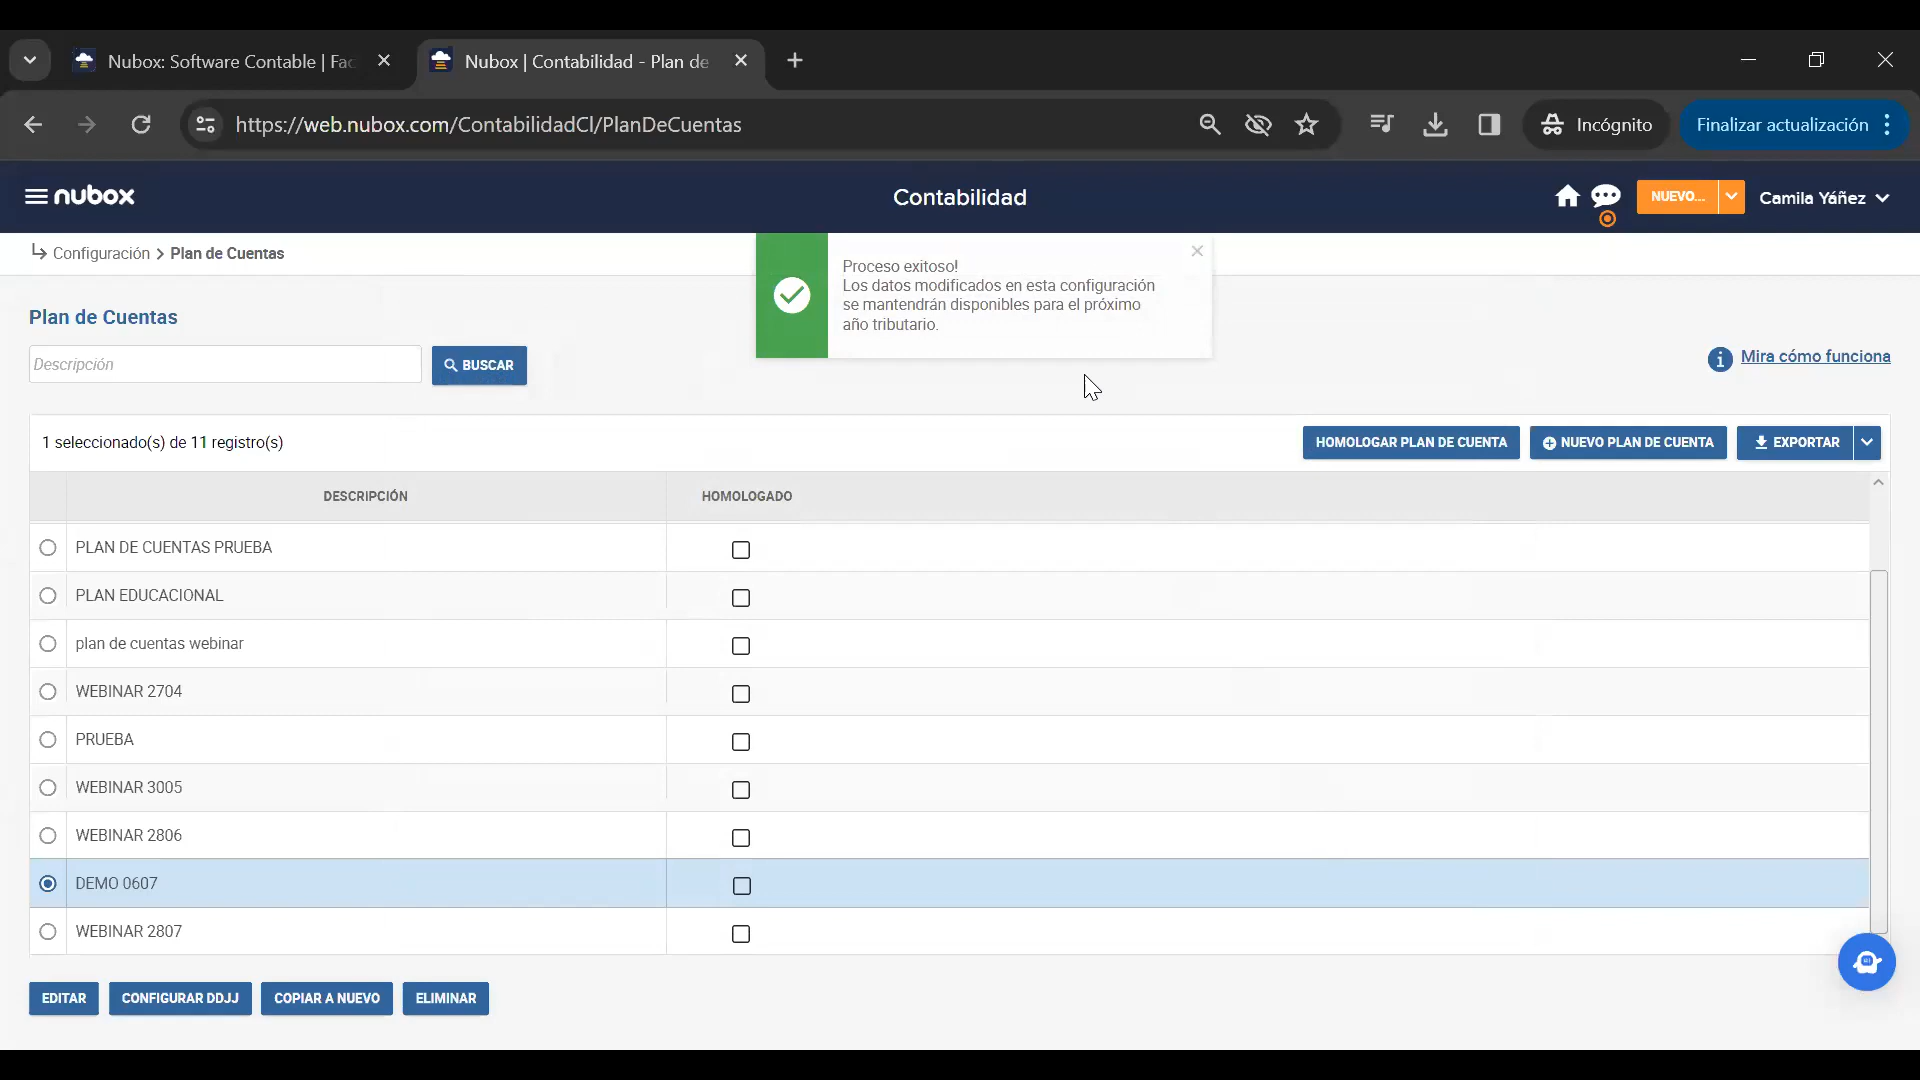 Nubox: Software Contable | Fac
Nubox | Contabilidad - Plan de
https://web.nubox.com/ContabilidadCl/PlanDeCuentas
Incógnito
Finalizar actualización
nubox
Contabilidad
NUEVO...
Camila Yáñez
Configuración > Plan de Cuentas
Proceso exitoso!
Los datos modificados en esta configuración
se mantendrán disponibles para el próximo
año tributario.
Plan de Cuentas
Descripción
BUSCAR
Mira cómo funciona
1 seleccionado(s) de 11 registro(s)
HOMOLOGAR PLAN DE CUENTA
NUEVO PLAN DE CUENTA
EXPORTAR
DESCRIPCIÓN
HOMOLOGADO
PLAN DE CUENTAS PRUEBA
PLAN EDUCACIONAL
plan de cuentas webinar
WEBINAR 2704
PRUEBA
WEBINAR 3005
WEBINAR 2806
DEMO 0607
WEBINAR 2807
EDITAR
CONFIGURAR DDJJ
COPIAR A NUEVO
ELIMINAR